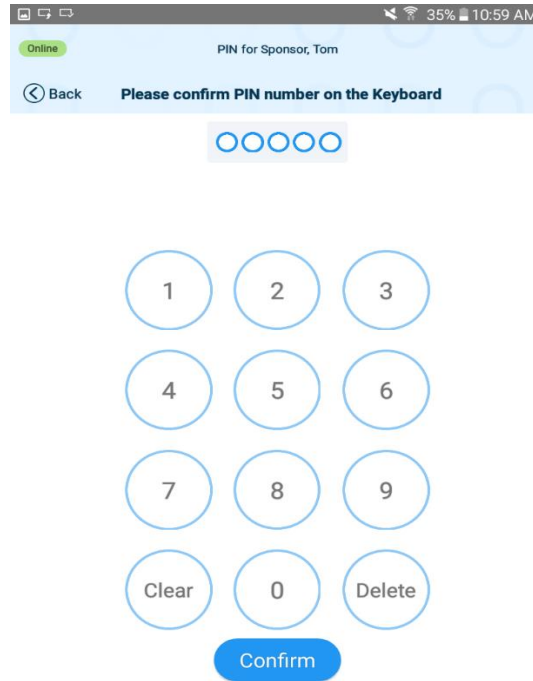 35% 10:59 AM
Online PIN for Sponsor, Tom
Back Please confirm PIN number on the Keyboard
1 2 3
4 5 6
7 8 9
Clear 0 Delete
Confirm